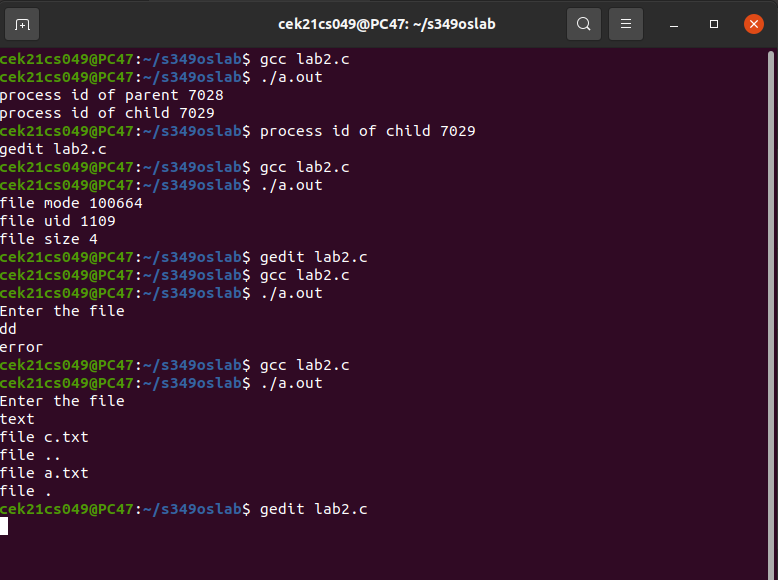 cek21cs049@PC47: ~/s349oslab
cek21cs049@PC47:~/s349oslab$ gcc lab2.c
cek21cs049@PC47:~/s349oslab$ ./a.out
process id of parent 7028
process id of child 7029
cek21cs049@PC47:~/s349oslab$ process id of child 7029
gedit lab2.c
cek21cs049@PC47:~/s349oslab$ gcc lab2.c
cek21cs049@PC47:~/s349oslab$ ./a.out
file mode 100664
file uid 1109
file size 4
cek21cs049@PC47:~/s349oslab$ gedit lab2.c
cek21cs049@PC47:~/s349oslab$ gcc lab2.c
cek21cs049@PC47:~/s349oslab$ ./a.out
Enter the file
dd
error
cek21cs049@PC47:~/s349oslab$ gcc lab2.c
cek21cs049@PC47:~/s349oslab$ ./a.out
Enter the file
text
file c.txt
file ..
file a.txt
file .
cek21cs049@PC47:~/s349oslab$ gedit lab2.c